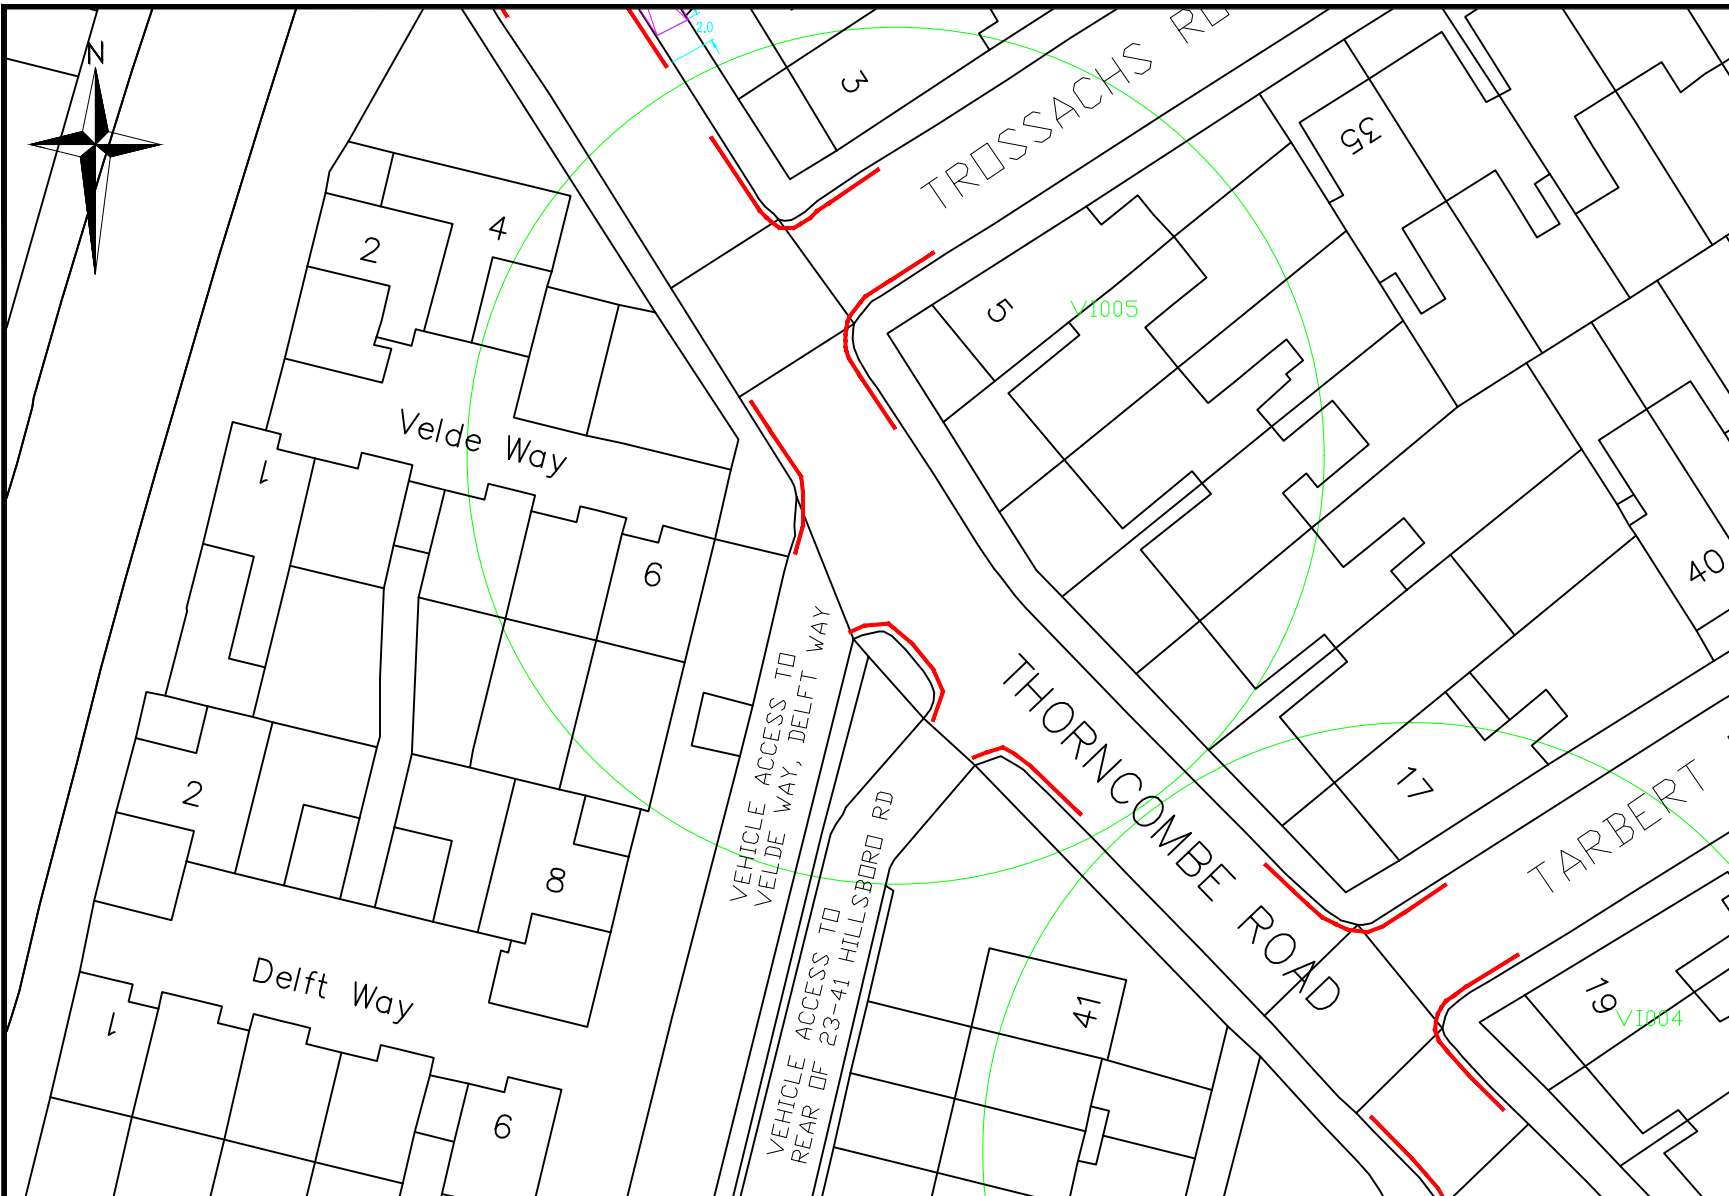 N
2.0
3
TROSSACHS RD
35
4
2
5
VI005
Velde Way
1
6
40
VEHICLE ACCESS TO
VELDE WAY, DELFT WAY
THORNCOMBE ROAD
17
TARBERT
2
8
VEHICLE ACCESS TO
REAR OF 23-41 HILLSBORO RD
Delft Way
41
19
VI004
1
6